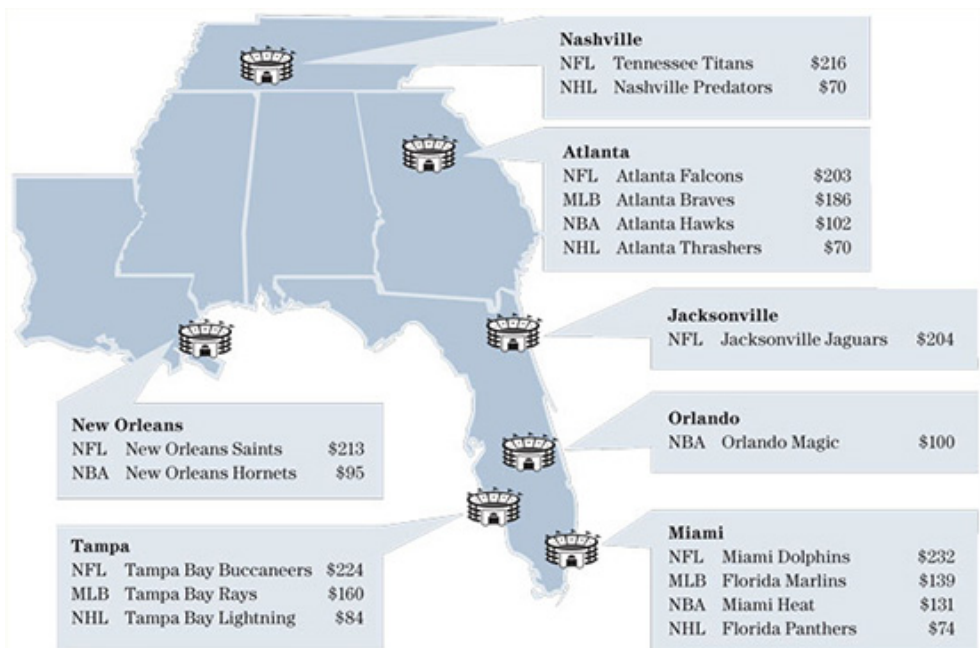 Nashville
NFL Tennessee Titans $216
NHL Nashville Predators $70
Atlanta
NFL Atlanta Falcons $203
MLB Atlanta Braves $186
NBA Atlanta Hawks $102
NHL Atlanta Thrashers $70
Jacksonville
NFL Jacksonville Jaguars $204
Orlando
NBA Orlando Magic $100
New Orleans
NFL New Orleans Saints $213
NBA New Orleans Hornets $95
Tampa
NFL Tampa Bay Buccaneers $224
MLB Tampa Bay Rays $160
NHL Tampa Bay Lightning $84
Miami
NFL Miami Dolphins $232
MLB Florida Marlins $139
NBA Miami Heat $131
NHL Florida Panthers $74